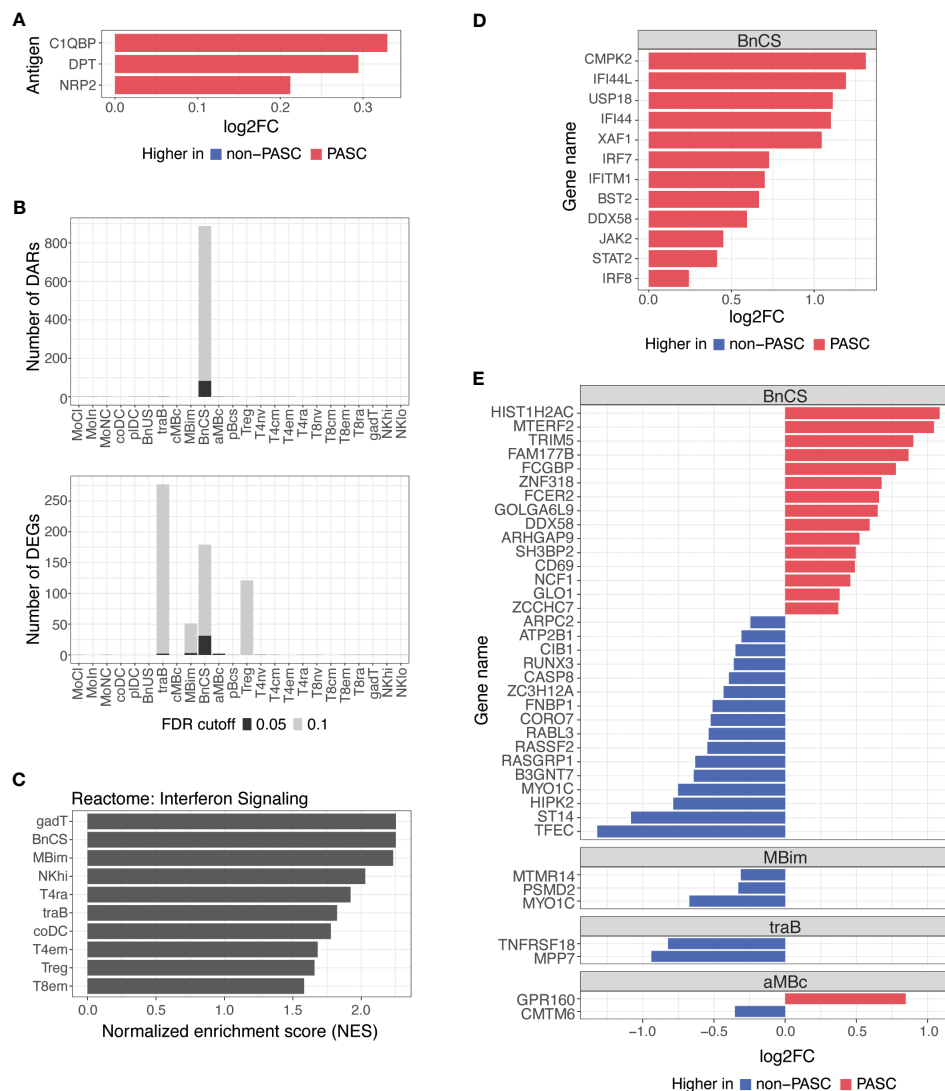 A
Antigen
C1QBP
DPT
NRP2
0.0 0.1 0.2 0.3
log2FC
Higher in non-PASC PASC
B
Number of DARs
800
600
400
200
0
MoCl MoIn MoNC coDC plDC BnUS traB cMBc MBim BnCS aMBc pBcs Treg T4nv T4cm T4em T4ra T8nv T8cm T8em T8ra gadT NKhi NKlo
Number of DEGs
250
200
150
100
50
0
MoCl MoIn MoNC coDC plDC BnUS traB cMBc MBim BnCS aMBc pBcs Treg T4nv T4cm T4em T4ra T8nv T8cm T8em T8ra gadT NKhi NKlo
FDR cutoff 0.05 0.1
C
Reactome: Interferon Signaling
gadT
BnCS
MBim
NKhi
T4ra
traB
coDC
T4em
Treg
T8em
0.0 0.5 1.0 1.5 2.0
Normalized enrichment score (NES)
D
BnCS
Gene name
CMPK2
IFI44L
USP18
IFI44
XAF1
IRF7
IFITM1
BST2
DDX58
JAK2
STAT2
IRF8
0.0 0.5 1.0
log2FC
Higher in non-PASC PASC
E
BnCS
Gene name
HIST1H2AC
MTERF2
TRIM5
FAM177B
FCGBP
ZNF318
FCER2
GOLGA6L9
DDX58
ARHGAP9
SH3BP2
CD69
NCF1
GLO1
ZCCHC7
ARPC2
ATP2B1
CIB1
RUNX3
CASP8
ZC3H12A
FNBP1
CORO7
RABL3
RASSF2
RASGRP1
B3GNT7
MYO1C
HIPK2
ST14
TFEC
MBim
MTMR14
PSMD2
MYO1C
traB
TNFRSF18
MPP7
aMBc
GPR160
CMTM6
−1.0 −0.5 0.0 0.5 1.0
log2FC
Higher in non-PASC PASC